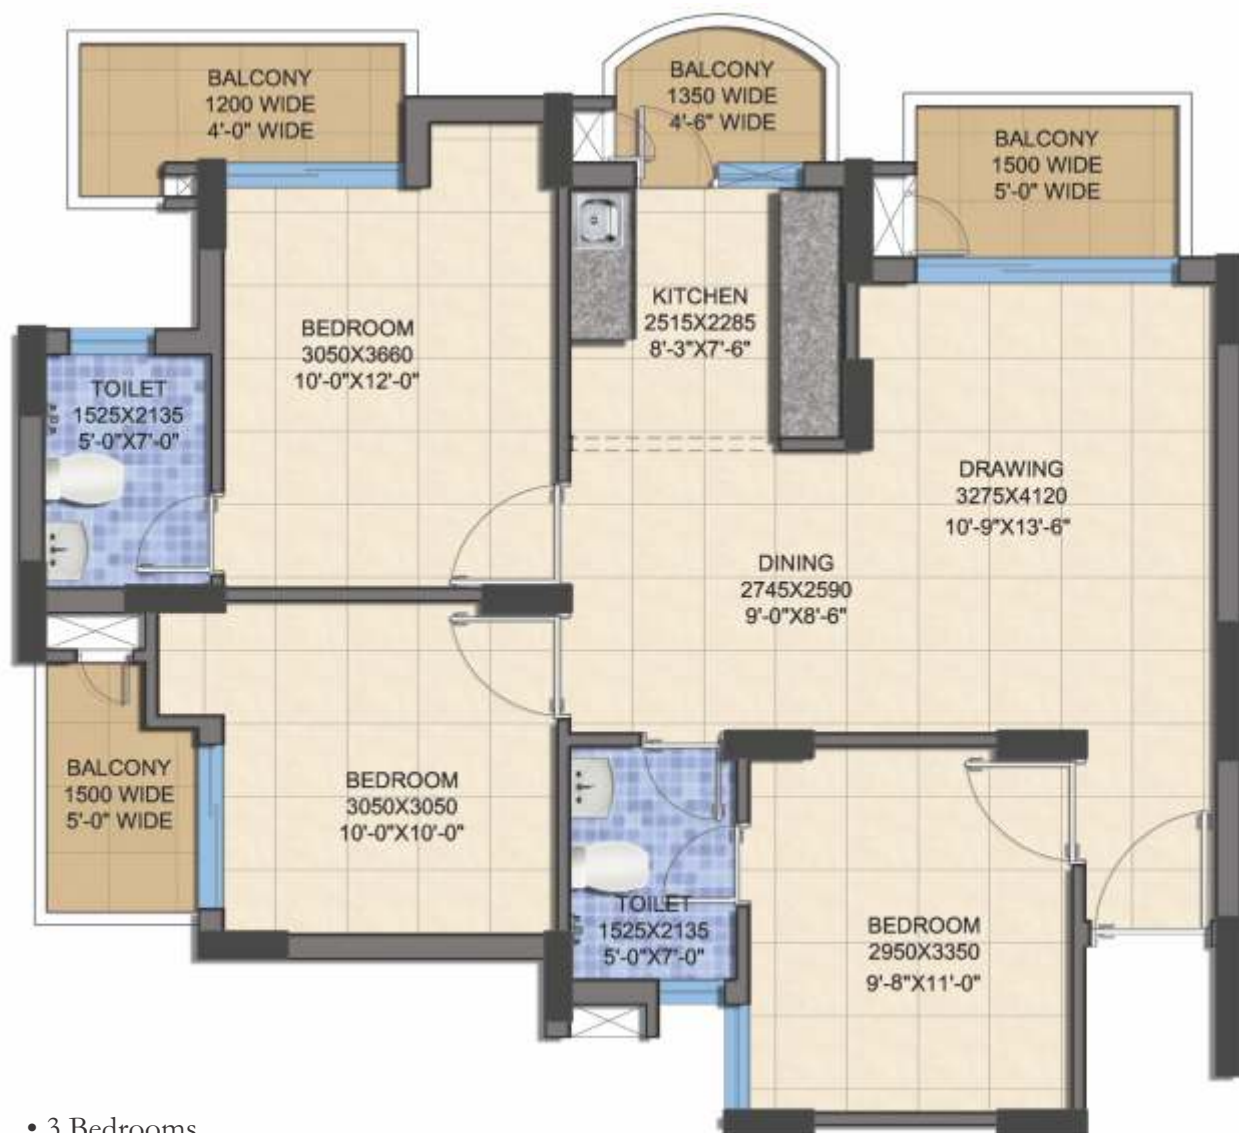 BALCONY
1200 WIDE
4'-0" WIDE
BALCONY
1350 WIDE
4'-6" WIDE
BALCONY
1500 WIDE
5'-0" WIDE
BEDROOM
3050X3660
10'-0"X12'-0"
KITCHEN
2515X2285
8'-3"X7'-6"
TOILET
1525X2135
5'-0"X7'-0"
DRAWING
3275X4120
10'-9"X13'-6"
DINING
2745X2590
9'-0"X8'-6"
BALCONY
1500 WIDE
5'-0" WIDE
BEDROOM
3050X3050
10'-0"X10'-0"
TOILET
1525X2135
5'-0"X7'-0"
BEDROOM
2950X3350
9'-8"X11'-0"
• 3 Bedrooms